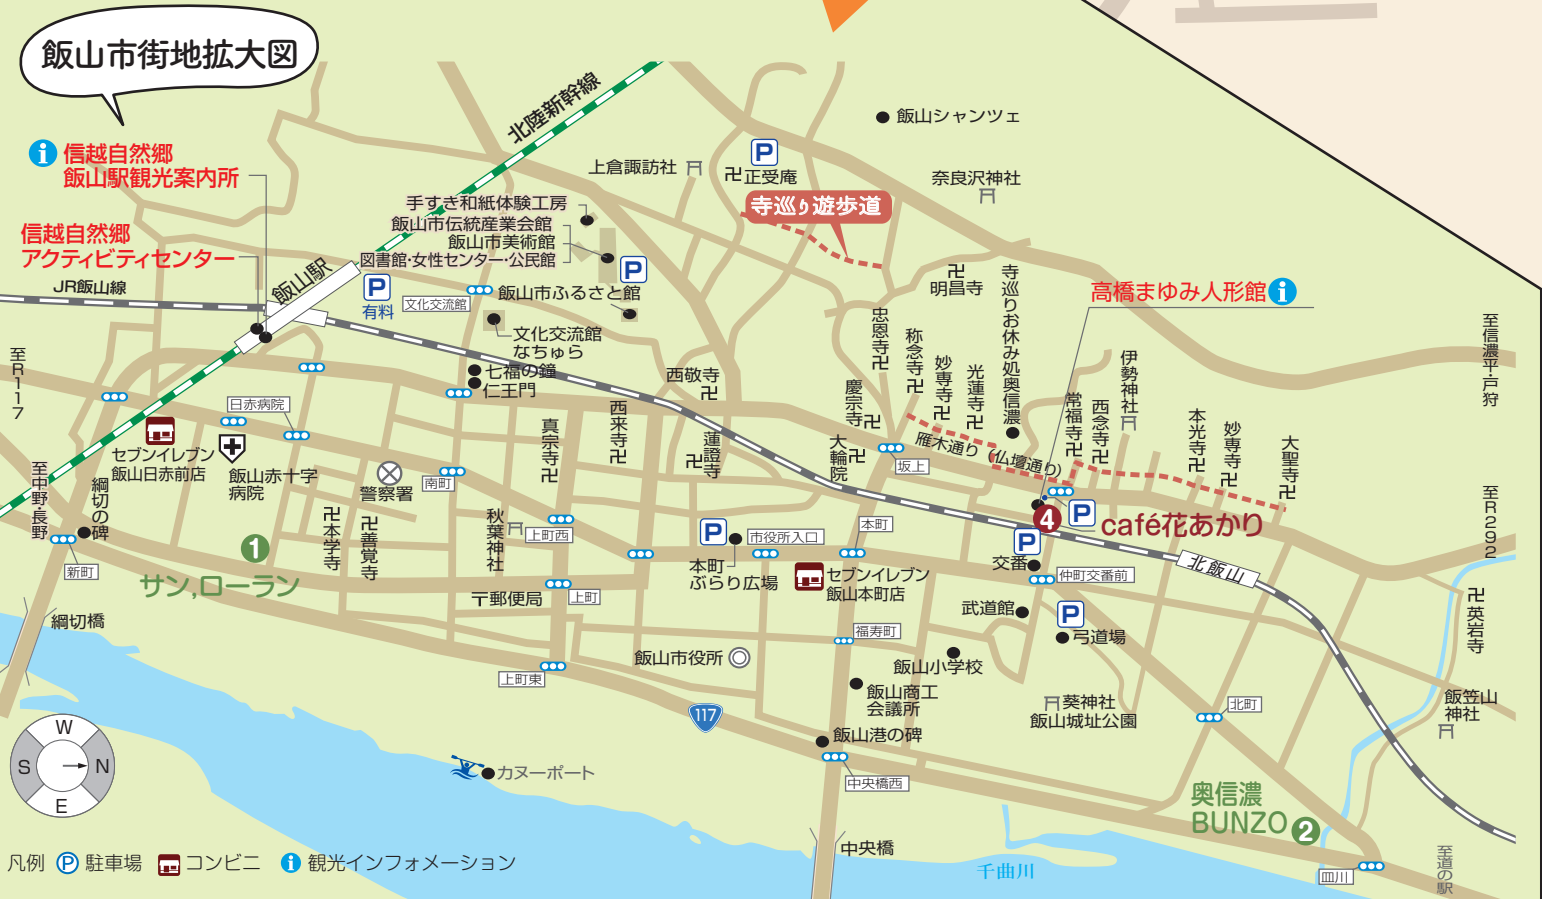 飯山市街地拡大図
北陸新幹線
飯山シャンツェ
i 信越自然郷
飯山駅観光案内所
上倉諏訪社
P
卍正受庵
奈良沢神社
手すき和紙体験工房
飯山市伝統産業会館
飯山市美術館
図書館・女性センター・公民館
寺巡り遊歩道
信越自然郷
アクティビティセンター
飯山駅
JR飯山線
P
有料
文化交流館
P
飯山市ふるさと館
文化交流館
なちゅら
七福の鐘
仁王門
明昌寺
寺巡りお休み処奥信濃
高橋まゆみ人形館 i
忠恩寺
称念寺
妙専寺
光蓮寺
慶宗寺
常福寺
西念寺
伊勢神社
本光寺
妙専寺
大聖寺
至信濃平・戸狩
至R117
日赤病院
西敬寺
西来寺
真宗寺
蓮證寺
大輪院
雁木通り(仏壇通り)
坂上
セブンイレブン
飯山日赤前店
飯山赤十字
病院
警察署
南町
至中野・長野
綱切の碑
本学寺
善覚寺
秋葉神社
上町西
P
市役所入口
本町
本町
ぶらり広場
セブンイレブン
飯山本町店
4
P
café花あかり
P
交番
仲町交番前
北飯山
至R292
新町
1
サン,ローラン
〒郵便局
上町
武道館
P
弓道場
英岩寺
綱切橋
福寿町
飯山市役所
飯山小学校
上町東
飯山商工
会議所
葵神社
飯山城址公園
北町
飯笠山
神社
117
飯山港の碑
W
S
N
E
カヌーポート
中央橋西
奥信濃
BUNZO 2
中央橋
千曲川
皿川
至道の駅
凡例 P 駐車場 コンビニ i 観光インフォメーション